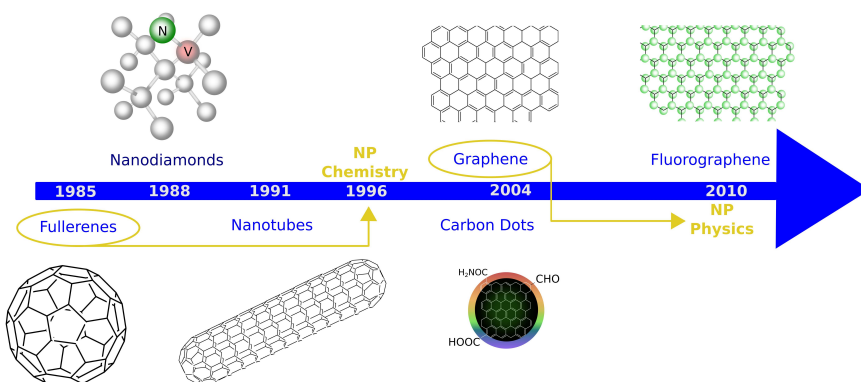 N
V
Nanodiamonds
NP
Chemistry
Graphene
Fluorographene
1985 1988 1991 1996 2004 2010
Fullerenes
Nanotubes
Carbon Dots
NP
Physics
H₂NOC
CHO
HOOC